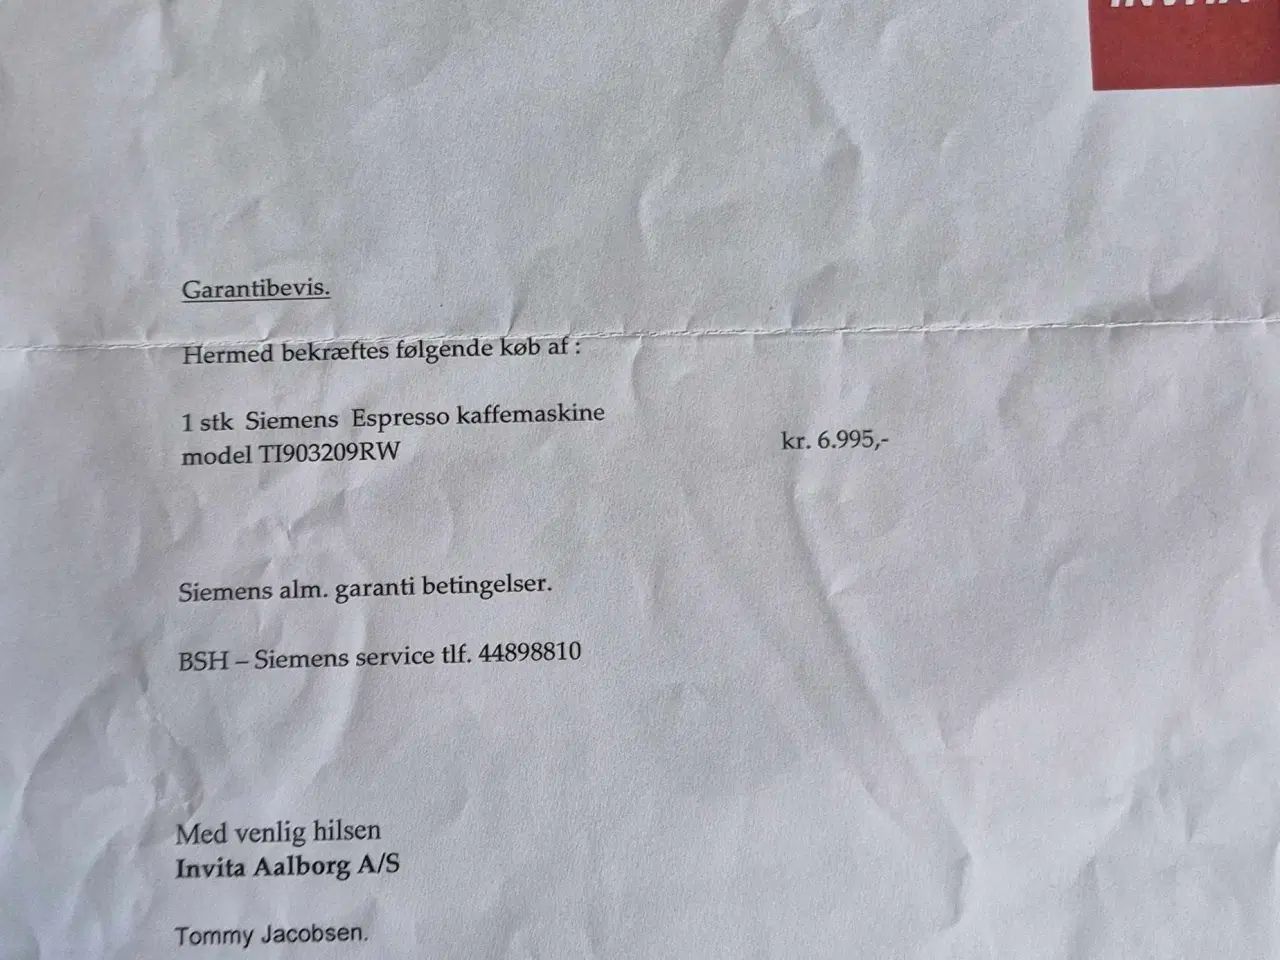 INVITA
Garantibevis.
Hermed bekræftes følgende køb af :
1 stk Siemens Espresso kaffemaskine
model TI903209RW kr. 6.995,-
Siemens alm. garanti betingelser.
BSH – Siemens service tlf. 44898810
Med venlig hilsen
Invita Aalborg A/S
Tommy Jacobsen.